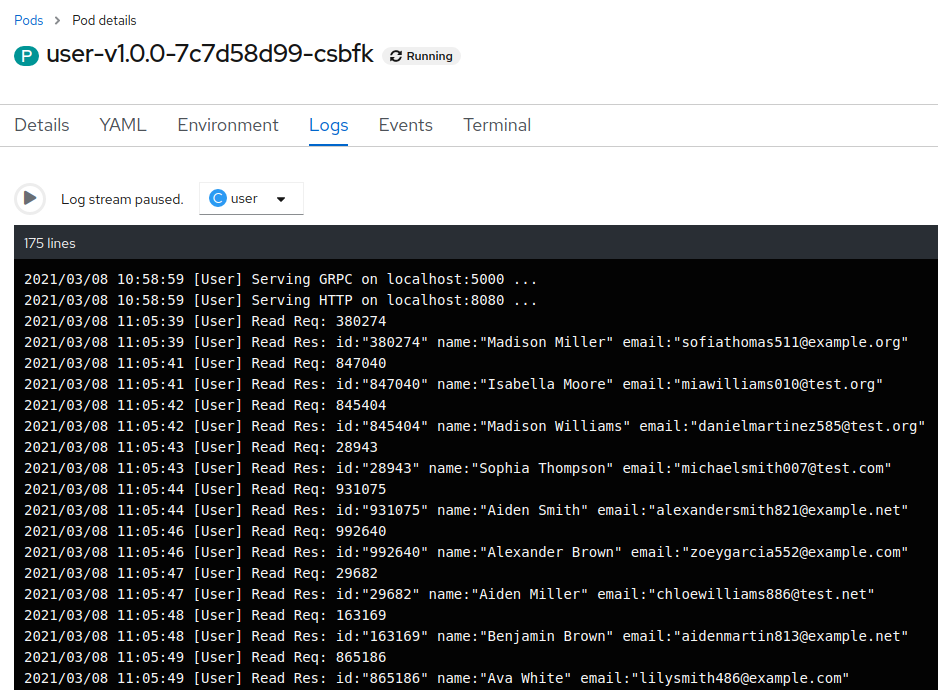 Pods > Pod details
P user-v1.0.0-7c7d58d99-csbfk Running
Details YAML Environment Logs Events Terminal
Log stream paused. C user
175 lines
2021/03/08 10:58:59 [User] Serving GRPC on localhost:5000 ...
2021/03/08 10:58:59 [User] Serving HTTP on localhost:8080 ...
2021/03/08 11:05:39 [User] Read Req: 380274
2021/03/08 11:05:39 [User] Read Res: id:"380274" name:"Madison Miller" email:"sofiathomas511@example.org"
2021/03/08 11:05:41 [User] Read Req: 847040
2021/03/08 11:05:41 [User] Read Res: id:"847040" name:"Isabella Moore" email:"miawilliams010@test.org"
2021/03/08 11:05:42 [User] Read Req: 845404
2021/03/08 11:05:42 [User] Read Res: id:"845404" name:"Madison Williams" email:"danielmartinez585@test.org"
2021/03/08 11:05:43 [User] Read Req: 28943
2021/03/08 11:05:43 [User] Read Res: id:"28943" name:"Sophia Thompson" email:"michaelsmith007@test.com"
2021/03/08 11:05:44 [User] Read Req: 931075
2021/03/08 11:05:44 [User] Read Res: id:"931075" name:"Aiden Smith" email:"alexandersmith821@example.net"
2021/03/08 11:05:46 [User] Read Req: 992640
2021/03/08 11:05:46 [User] Read Res: id:"992640" name:"Alexander Brown" email:"zoeygarcia552@example.com"
2021/03/08 11:05:47 [User] Read Req: 29682
2021/03/08 11:05:47 [User] Read Res: id:"29682" name:"Aiden Miller" email:"chloewilliams886@test.net"
2021/03/08 11:05:48 [User] Read Req: 163169
2021/03/08 11:05:48 [User] Read Res: id:"163169" name:"Benjamin Brown" email:"aidenmartin813@example.net"
2021/03/08 11:05:49 [User] Read Req: 865186
2021/03/08 11:05:49 [User] Read Res: id:"865186" name:"Ava White" email:"lilysmith486@example.com"